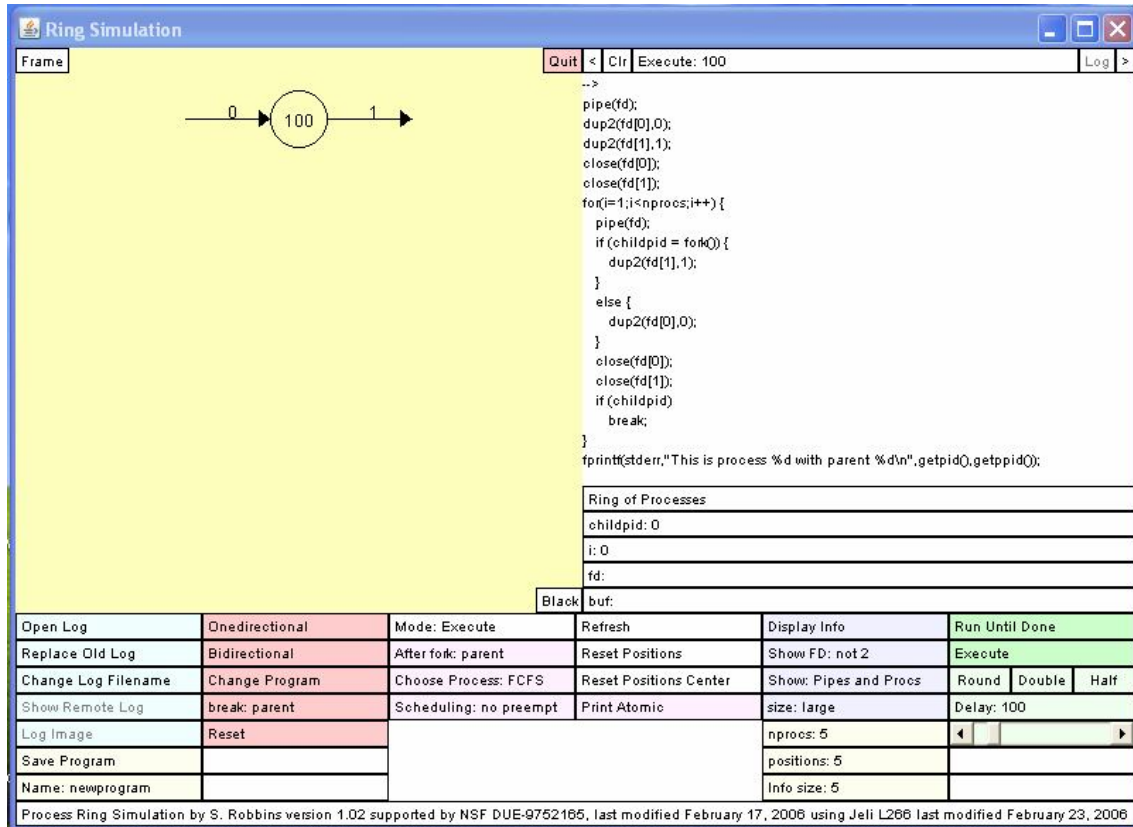 Ring Simulation
Frame
Quit < Clr Execute: 100 Log >
0 100 1
-->
pipe(fd);
dup2(fd[0],0);
dup2(fd[1],1);
close(fd[0]);
close(fd[1]);
for(i=1;i<nprocs;i++) {
pipe(fd);
if (childpid = fork()) {
dup2(fd[1],1);
}
else {
dup2(fd[0],0);
}
close(fd[0]);
close(fd[1]);
if (childpid)
break;
}
fprintf(stderr,"This is process %d with parent %d\n",getpid(),getppid());
Ring of Processes
childpid: 0
i: 0
fd:
Black buf:
Open Log Onedirectional Mode: Execute Refresh Display Info Run Until Done
Replace Old Log Bidirectional After fork: parent Reset Positions Show FD: not 2 Execute
Change Log Filename Change Program Choose Process: FCFS Reset Positions Center Show: Pipes and Procs Round Double Half
Show Remote Log break: parent Scheduling: no preempt Print Atomic size: large Delay: 100
Log Image Reset nprocs: 5
Save Program positions: 5
Name: newprogram Info size: 5
Process Ring Simulation by S. Robbins version 1.02 supported by NSF DUE-9752165, last modified February 17, 2006 using Jeli L266 last modified February 23, 2006